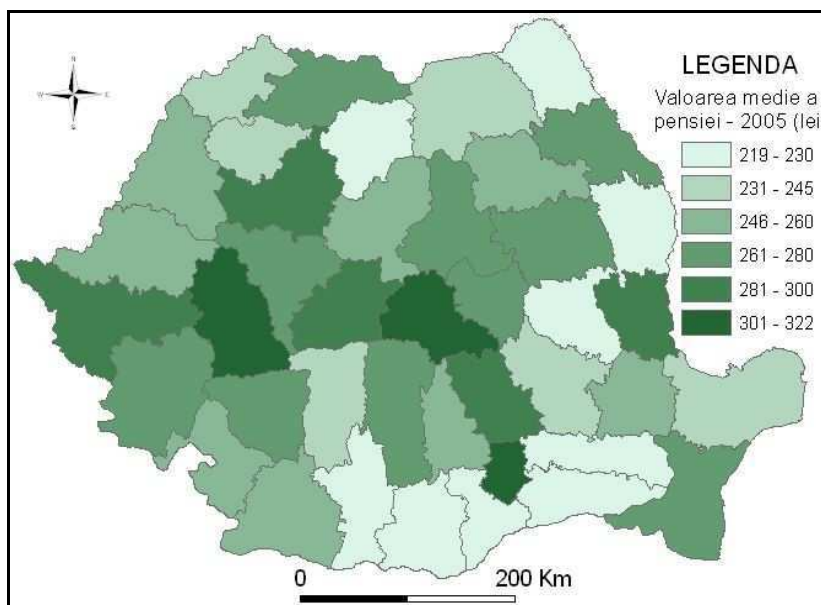 N
W E
S
LEGENDA
Valoarea medie a
pensiei - 2005 (lei
219 - 230
231 - 245
246 - 260
261 - 280
281 - 300
301 - 322
0 200 Km